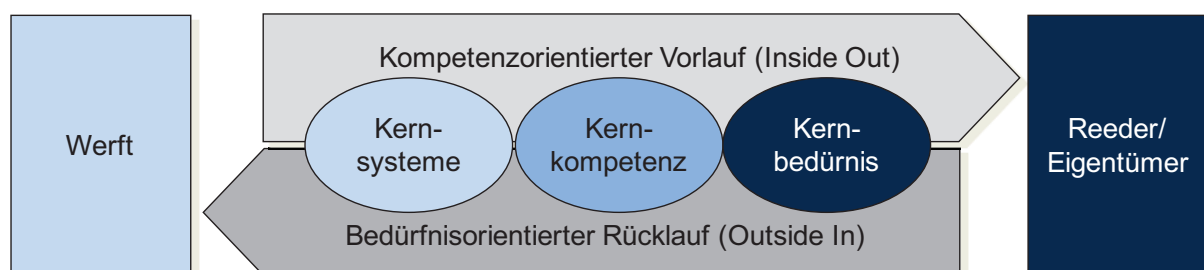 Werft
Kompetenzorientierter Vorlauf (Inside Out)
Kern-
systeme
Kern-
kompetenz
Kern-
bedürnis
Bedürfnisorientierter Rücklauf (Outside In)
Reeder/
Eigentümer